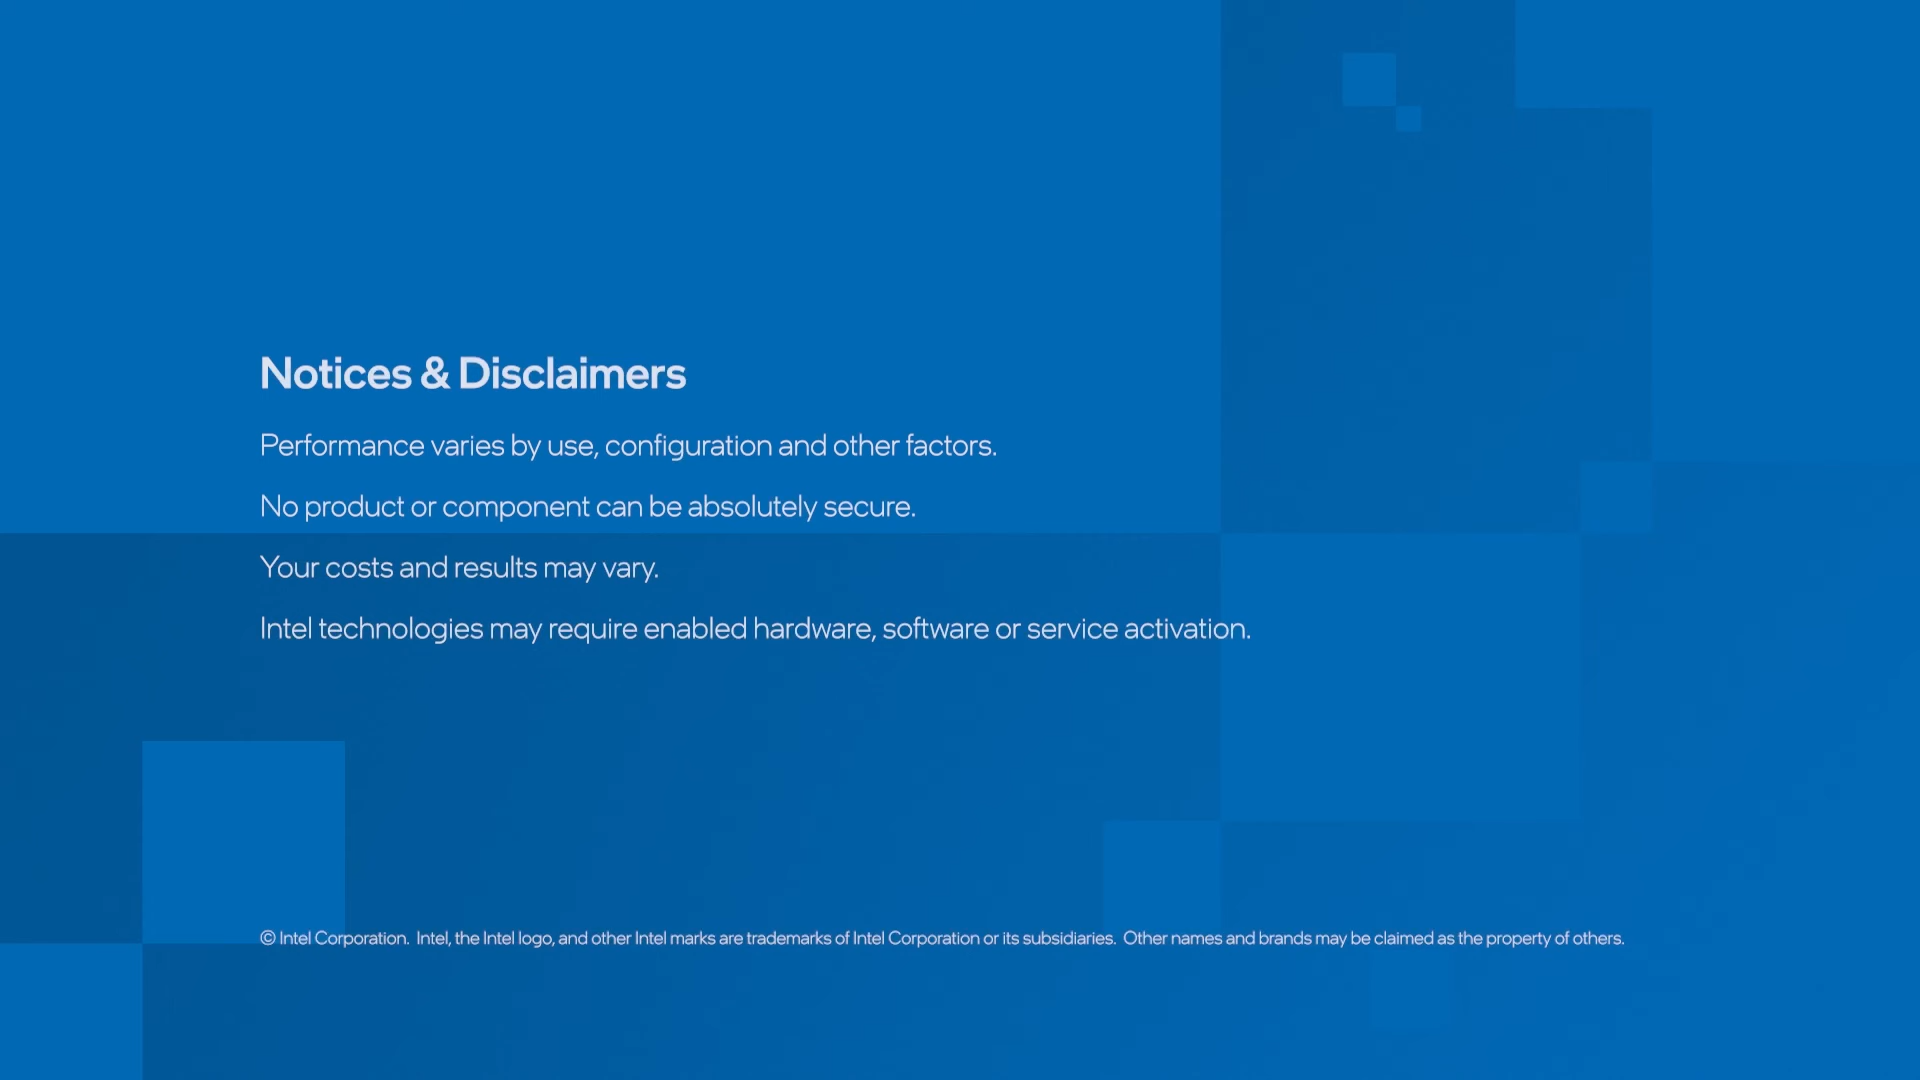 Notices & Disclaimers
Performance varies by use, configuration and other factors.
No product or component can be absolutely secure.
Your costs and results may vary.
Intel technologies may require enabled hardware, software or service activation.
© Intel Corporation.  Intel, the Intel logo, and other Intel marks are trademarks of Intel Corporation or its subsidiaries.  Other names and brands may be claimed as the property of others.